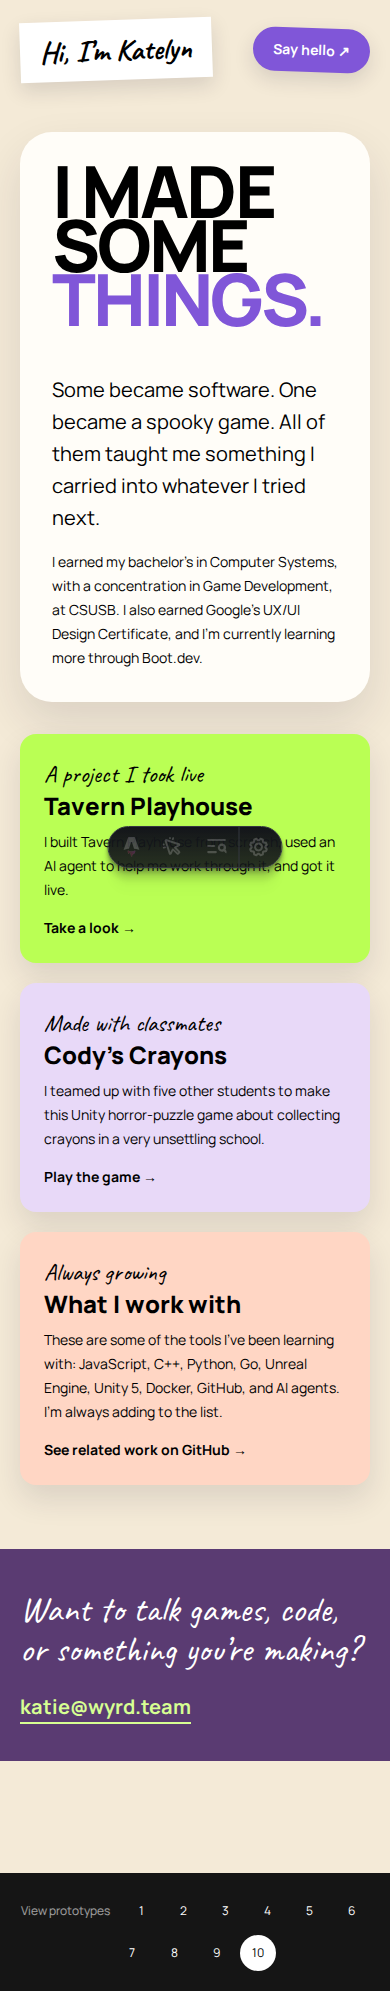 Hi, I'm Katelyn
Say hello ↗
I MADE
SOME
THINGS.
Some became software. One
became a spooky game. All of
them taught me something I
carried into whatever I tried
next.
I earned my bachelor's in Computer Systems,
with a concentration in Game Development,
at CSUSB. I also earned Google's UX/UI
Design Certificate, and I'm currently learning
more through Boot.dev.
A project I took live
Tavern Playhouse
I built Tavern used an
AI agent to help me work through it, and got it
live.
Take a look →
Made with classmates
Cody's Crayons
I teamed up with five other students to make
this Unity horror-puzzle game about collecting
crayons in a very unsettling school.
Play the game →
Always growing
What I work with
These are some of the tools I've been learning
with: JavaScript, C++, Python, Go, Unreal
Engine, Unity 5, Docker, GitHub, and AI agents.
I'm always adding to the list.
See related work on GitHub →
Want to talk games, code,
or something you're making?
katie@wyrd.team
View prototypes 1 2 3 4 5 6
7 8 9 10